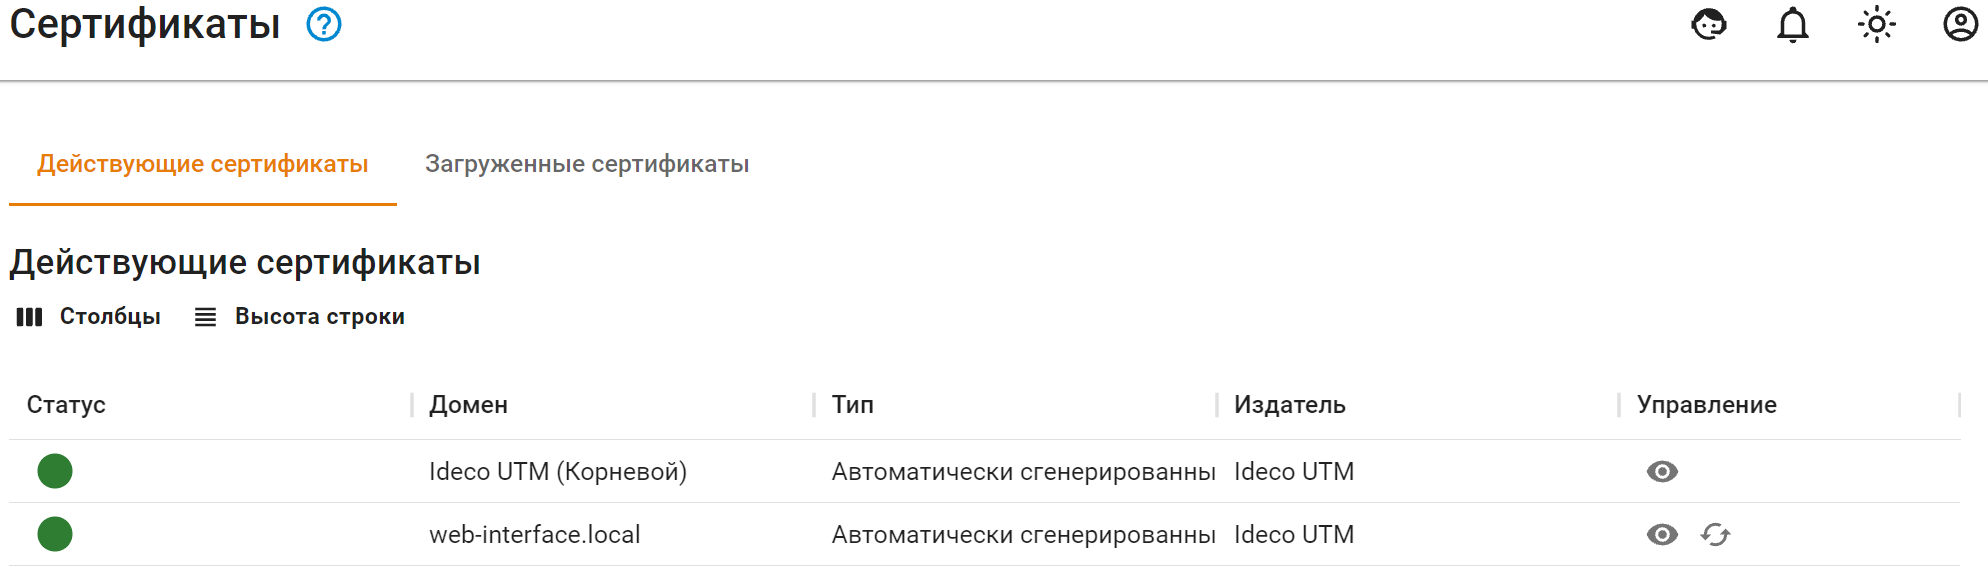 Сертификаты
Действующие сертификаты Загруженные сертификаты
Действующие сертификаты
Столбцы Высота строки
Статус Домен Тип Издатель Управление
Ideco UTM (Корневой) Автоматически сгенерированны Ideco UTM
web-interface.local Автоматически сгенерированны Ideco UTM